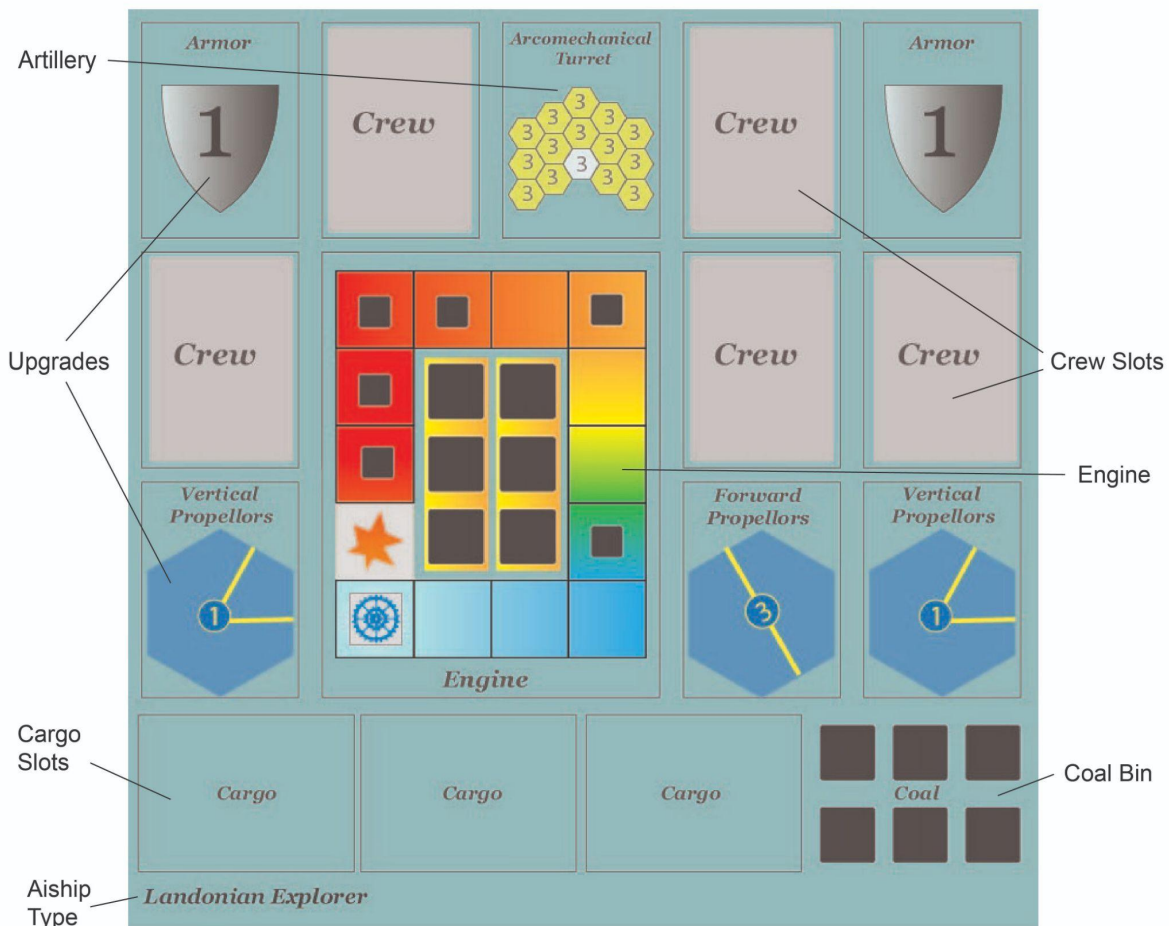 Armor
1
Crew
Arcomechanical
Turret
3
3 3
3 3 3
3 3
3 3 3
3 3
3 3
Crew
Armor
1
Artillery
Crew
Crew
Crew
Upgrades
Crew Slots
Engine
Vertical
Propellors
1
Engine
Forward
Propellors
3
Vertical
Propellors
1
Cargo
Slots
Cargo
Cargo
Cargo
Coal
Coal Bin
Aiship
Type
Landonian Explorer